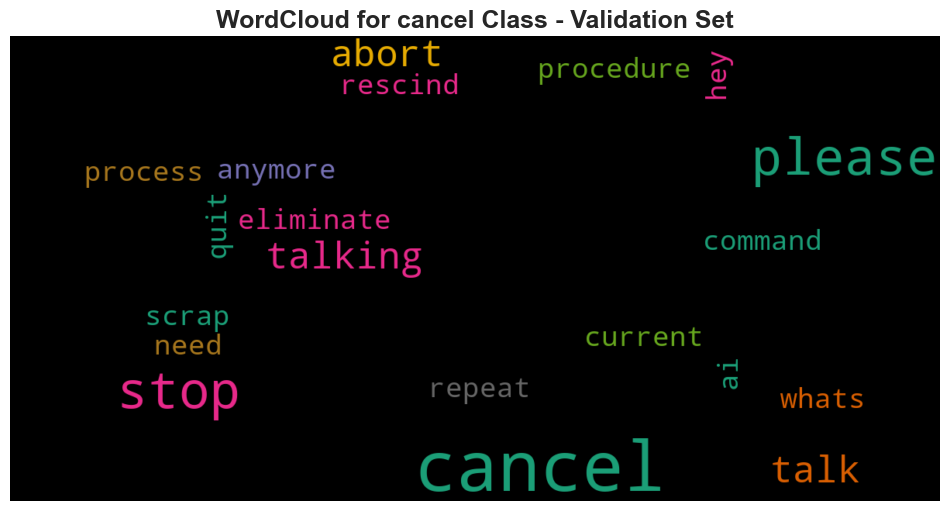 WordCloud for cancel Class - Validation Set
abort
procedure
hey
rescind
please
process
anymore
quit
eliminate
talking
command
scrap
need
current
ai
stop
repeat
whats
cancel
talk